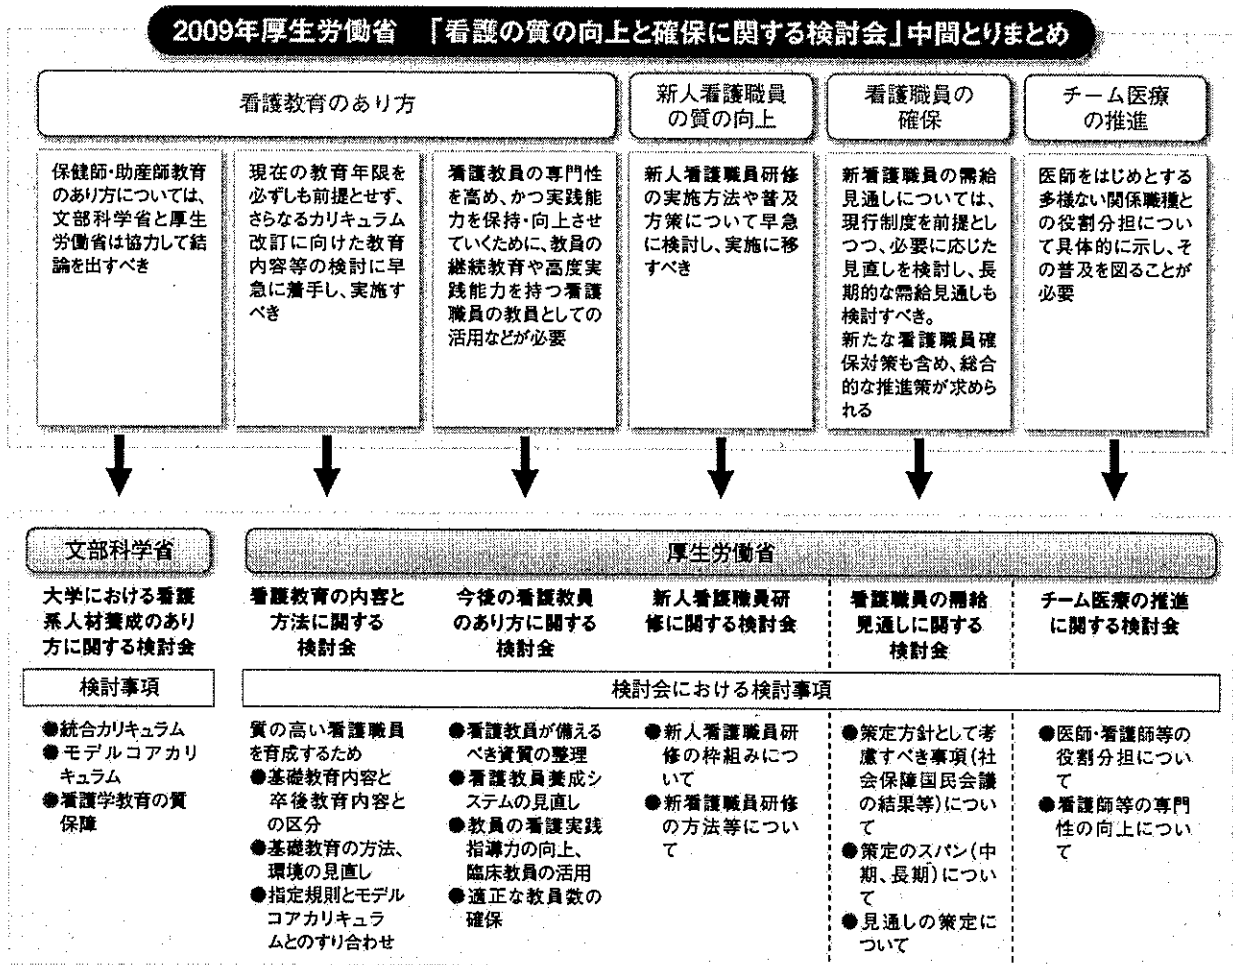 2009年厚生労働省　「看護の質の向上と確保に関する検討会」中間とりまとめ
看護教育のあり方
新人看護職員
の質の向上
看護職員の
確保
チーム医療
の推進
保健師・助産師教育
のあり方については、
文部科学省と厚生
労働省は協力して結
論を出すべき
現在の教育年限を
必ずしも前提とせず、
さらなるカリキュラム
改訂に向けた教育
内容等の検討に早
急に着手し、実施す
べき
看護教員の専門性
を高め、かつ実践能
力を保持・向上させ
ていくために、教員の
継続教育や高度実
践能力を持つ看護
職員の教員としての
活用などが必要
新人看護職員研修
の実施方法や普及
方策について早急
に検討し、実施に移
すべき
新看護職員の需給
見通しについては、
現行制度を前提とし
つつ、必要に応じた
見直しを検討し、長
期的な需給見通しも
検討すべき。
新たな看護職員確
保対策も含め、総合
的な推進策が求めら
れる
医師をはじめとする
多様ない関係職種と
の役割分担につい
て具体的に示し、そ
の普及を図ることが
必要
文部科学省
厚生労働省
大学における看護
系人材養成のあり
方に関する検討会
看護教育の内容と
方法に関する
検討会
今後の看護教員
のあり方に関する
検討会
新人看護職員研
修に関する検討会
看護職員の需給
見通しに関する
検討会
チーム医療の推進
に関する検討会
検討事項
検討会における検討事項
●統合カリキュラム
●モデルコアカリ
キュラム
●看護学教育の質
保障
質の高い看護職員
を育成するため
●基礎教育内容と
卒後教育内容と
の区分
●基礎教育の方法、
環境の見直し
●指定規則とモデル
コアカリキュラ
ムとのすり合わせ
●看護教員が備える
べき資質の整理
●看護教員養成シ
ステムの見直し
●教員の看護実践
指導力の向上、
臨床教員の活用
●適正な教員数の
確保
●新人看護職員研
修の枠組みにつ
いて
●新看護職員研修
の方法等につい
て
●策定方針として考
慮すべき事項(社
会保障国民会議
の結果等)につい
て
●策定のスパン(中
期、長期)につい
て
●見通しの策定に
ついて
●医師・看護師等の
役割分担につい
て
●看護師等の専門
性の向上につい
て